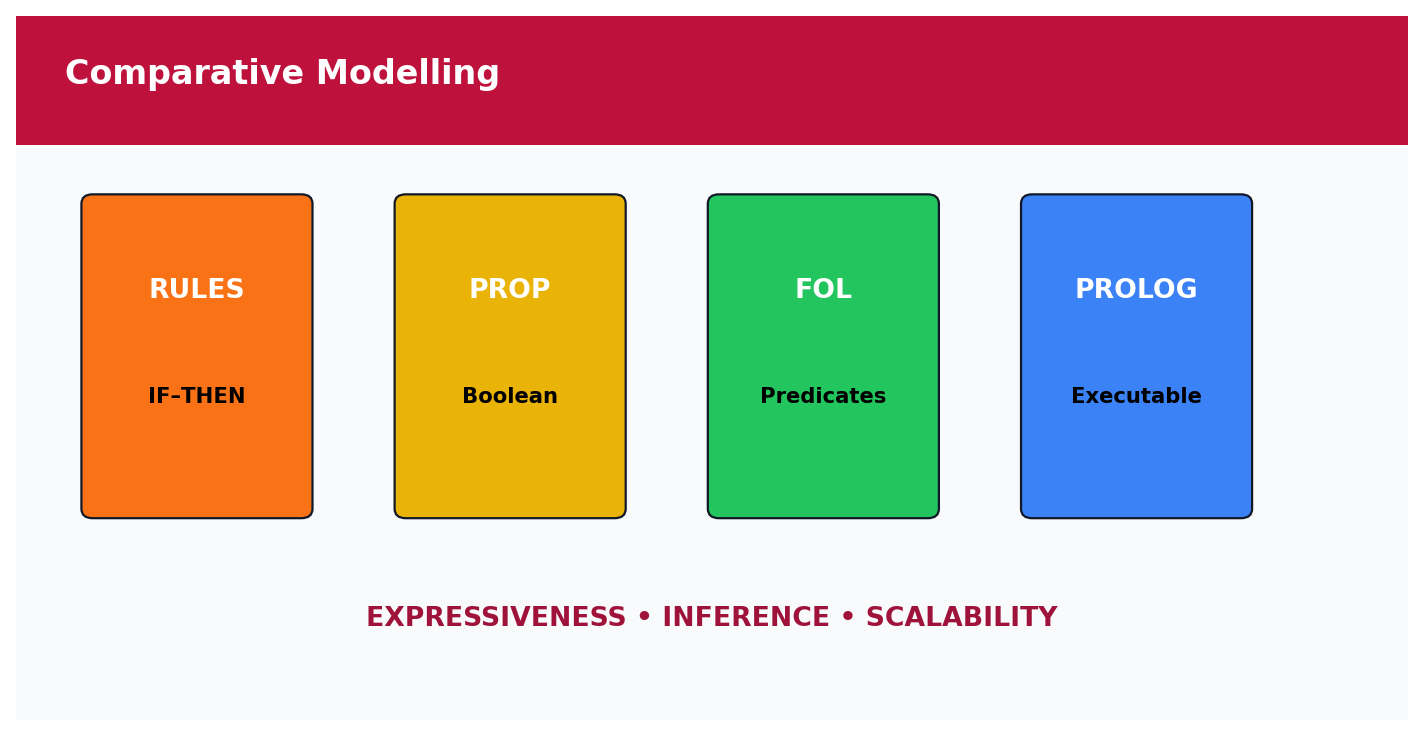 Comparative Modelling
RULES
IF–THEN
PROP
Boolean
FOL
Predicates
PROLOG
Executable
EXPRESSIVENESS • INFERENCE • SCALABILITY